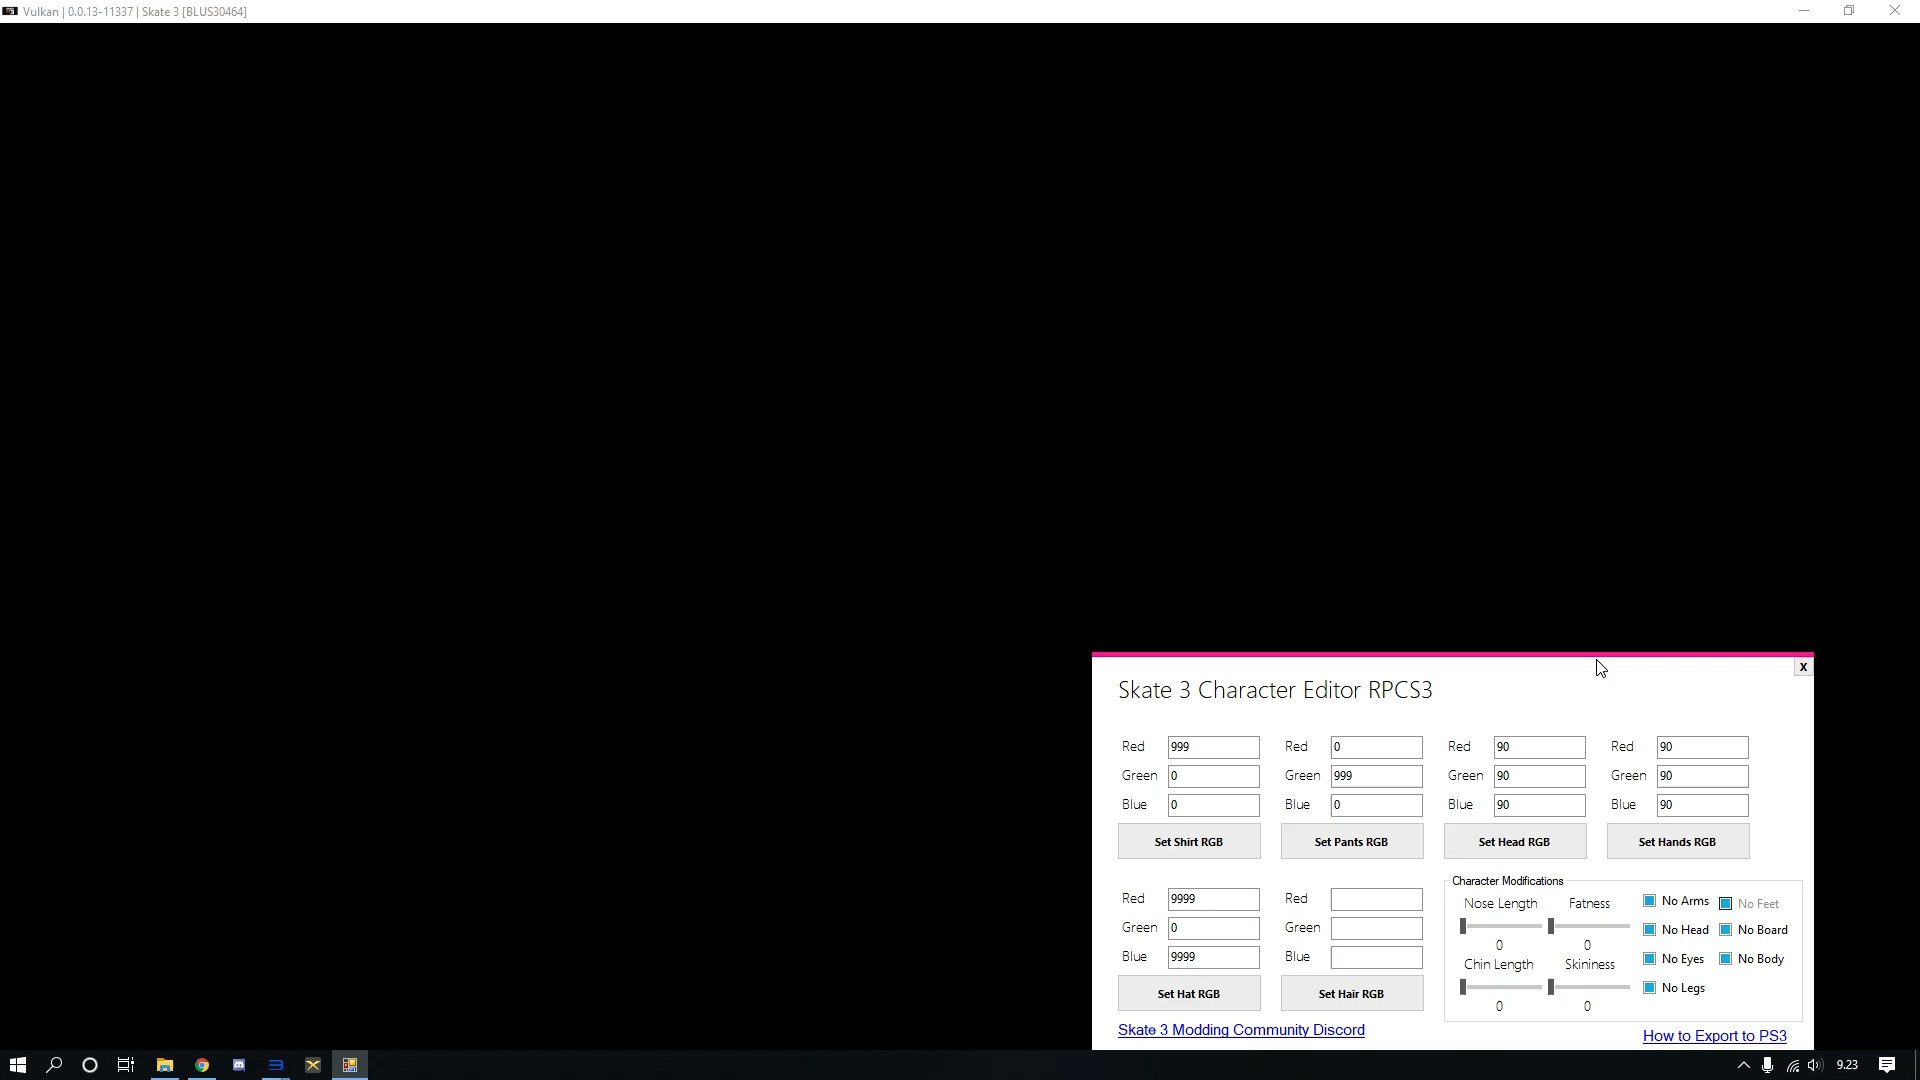 Vulkan | 0.0.13-11337 | Skate 3 [BLUS30464]
X
Skate 3 Character Editor RPCS3
Red 999 Red 0 Red 90 Red 90
Green 0 Green 999 Green 90 Green 90
Blue 0 Blue 0 Blue 90 Blue 90
Set Shirt RGB Set Pants RGB Set Head RGB Set Hands RGB
Red 9999 Red
Green 0 Green
Blue 9999 Blue
Set Hat RGB Set Hair RGB
Character Modifications
Nose Length Fatness No Arms No Feet
No Head No Board
0 0
Chin Length Skininess No Eyes No Body
No Legs
0 0
Skate 3 Modding Community Discord
How to Export to PS3
9.23